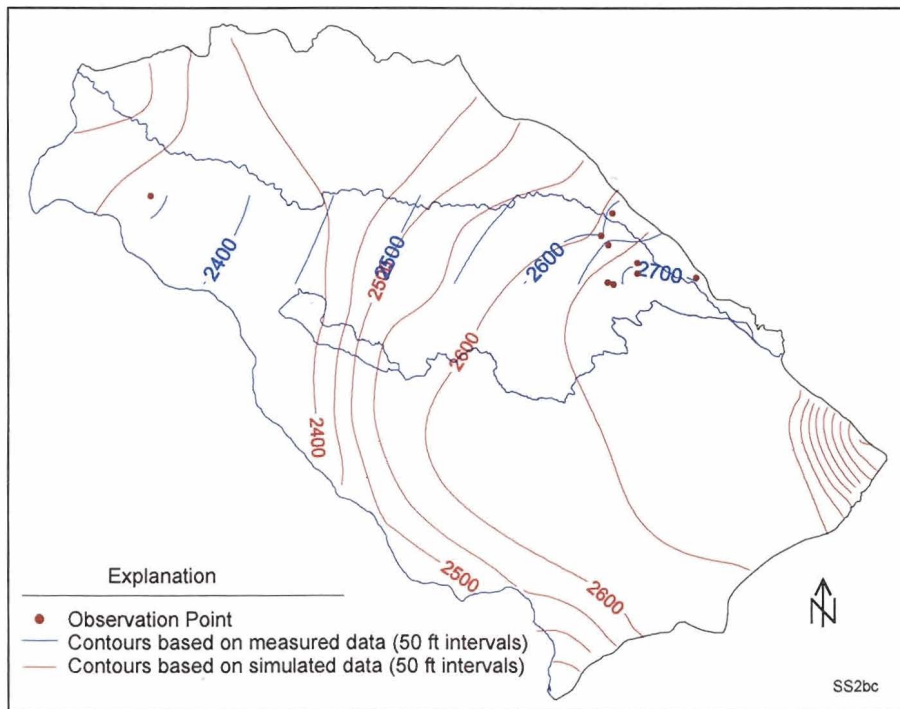 2400
2500
2500
2600
2700
2600
2400
2500
2600
Explanation
Observation Point
Contours based on measured data (50 ft intervals)
Contours based on simulated data (50 ft intervals)
N
SS2bc